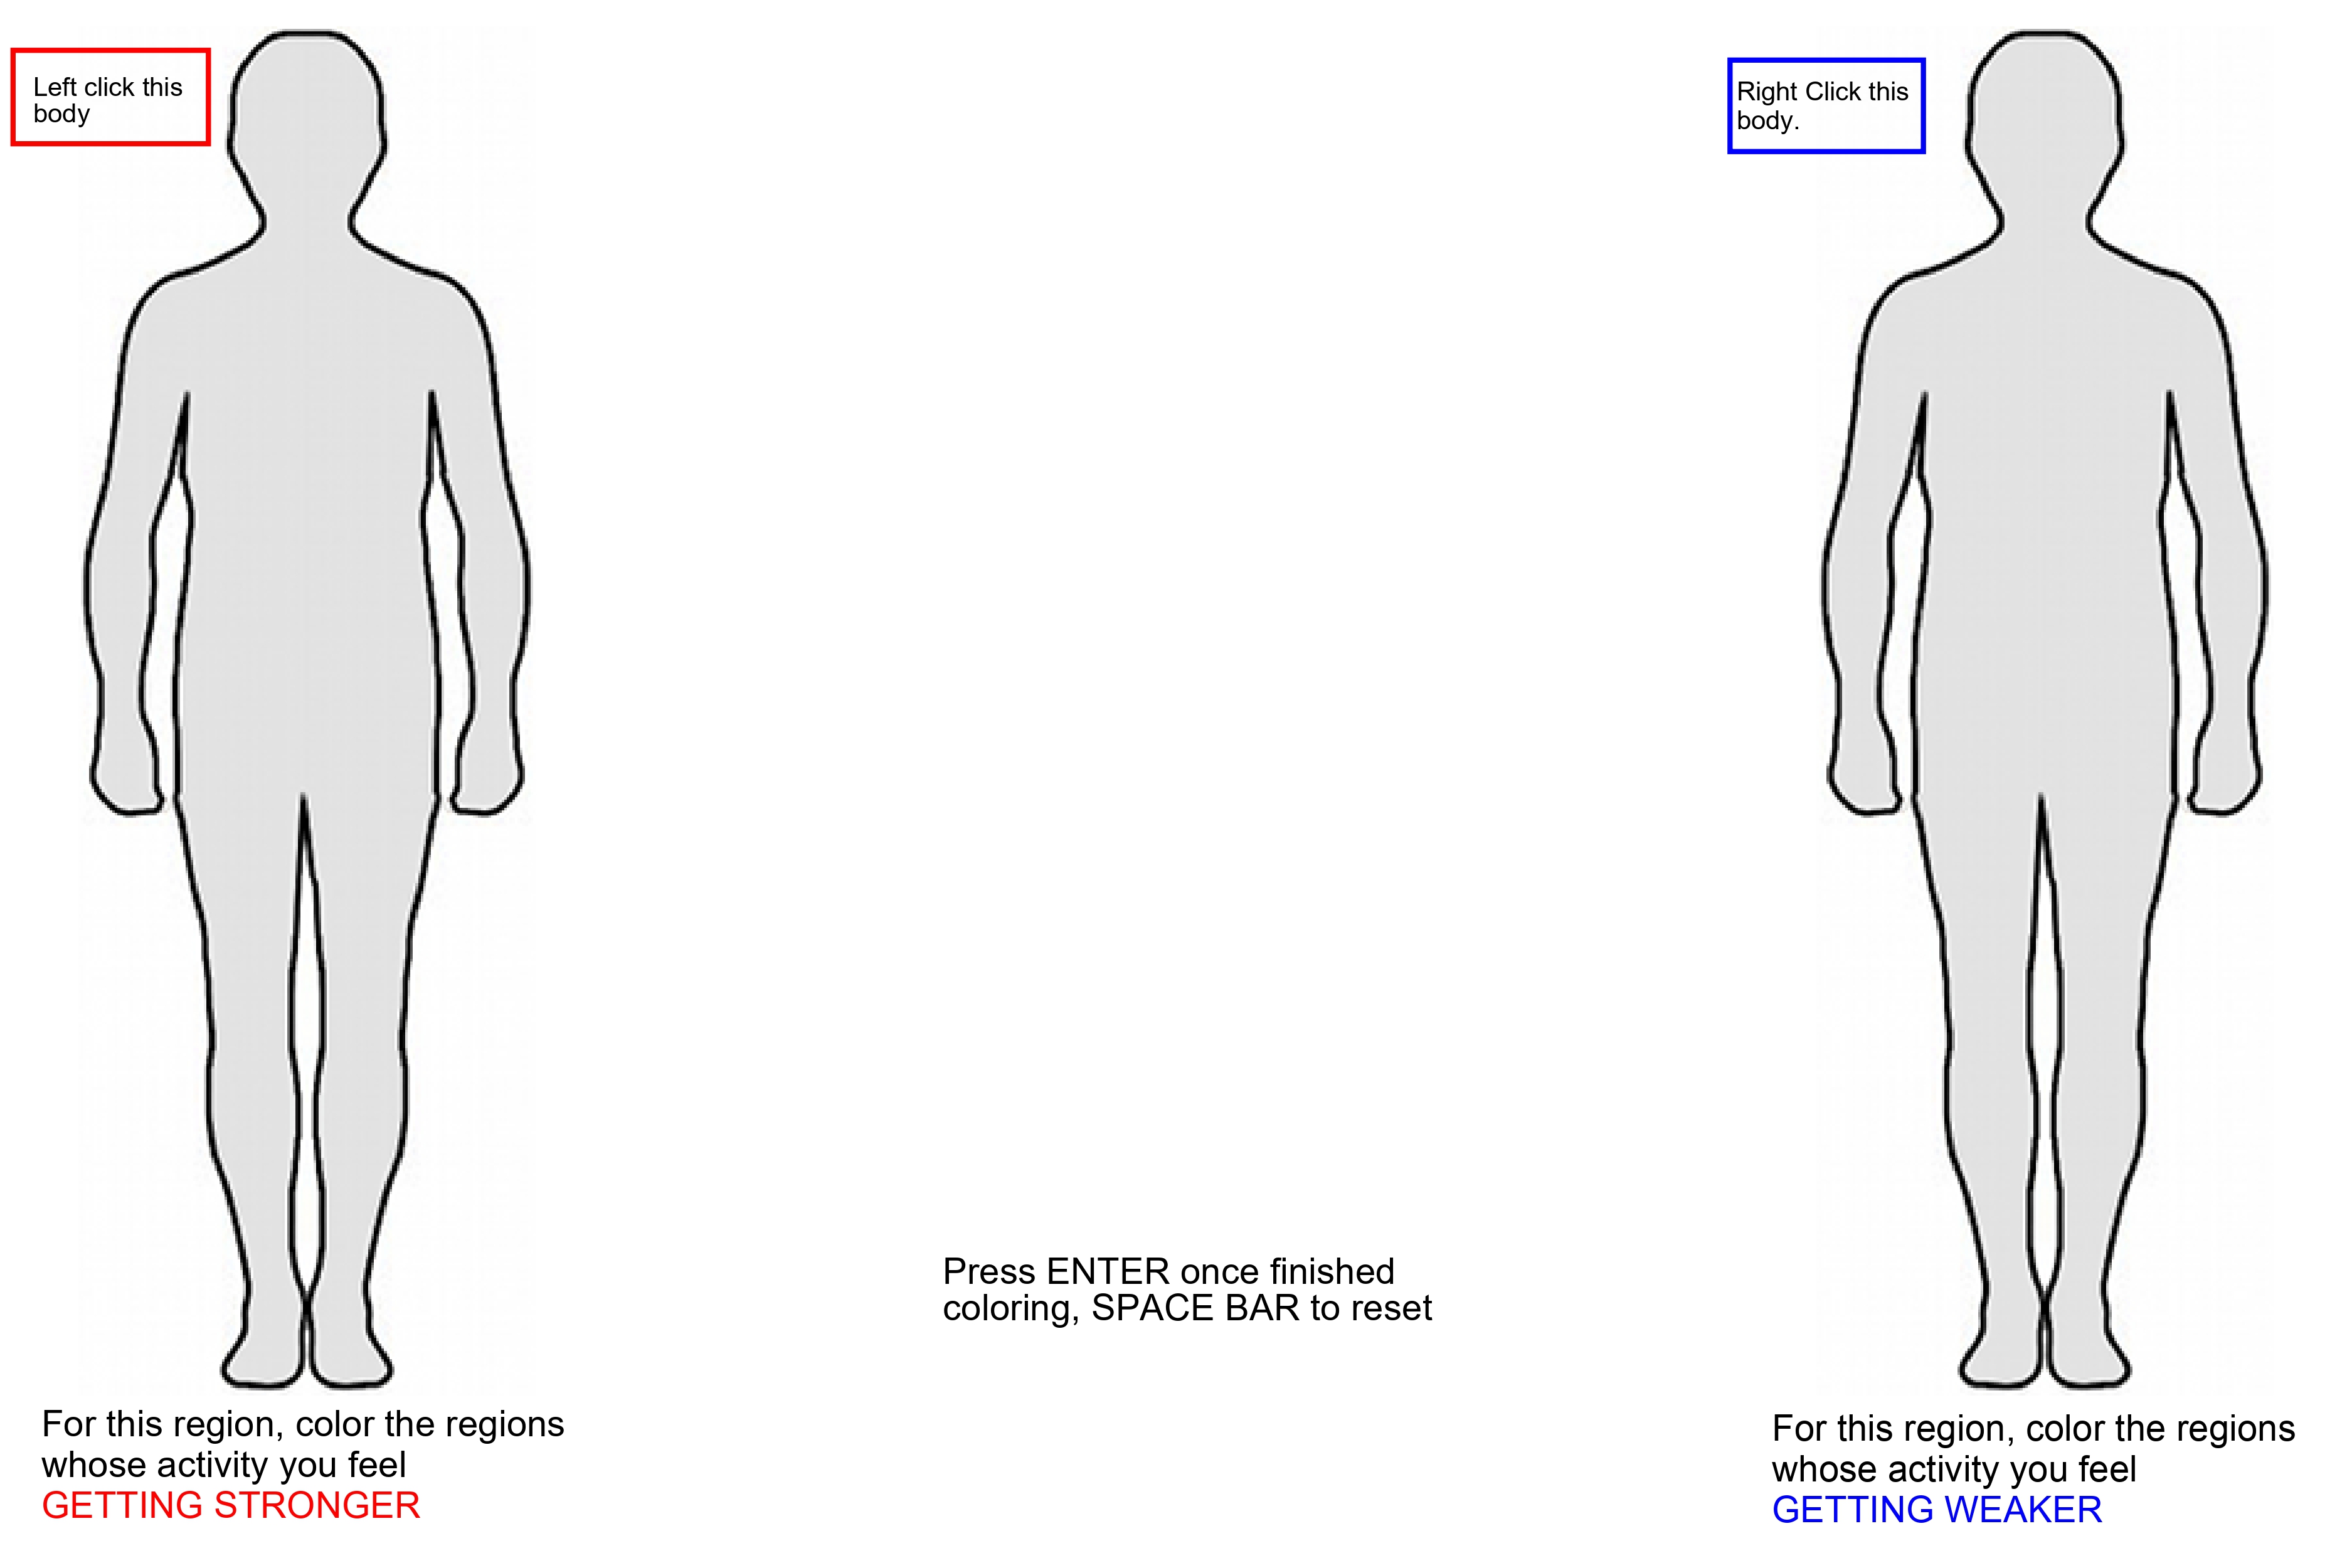 Left click this
body
Right Click this
body.
Press ENTER once finished
coloring, SPACE BAR to reset
For this region, color the regions
whose activity you feel
GETTING STRONGER
For this region, color the regions
whose activity you feel
GETTING WEAKER